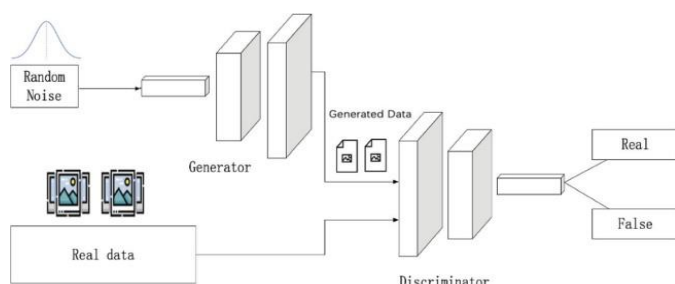 Random
Noise
Generator
Generated Data
Real data
Discriminator
Real
False